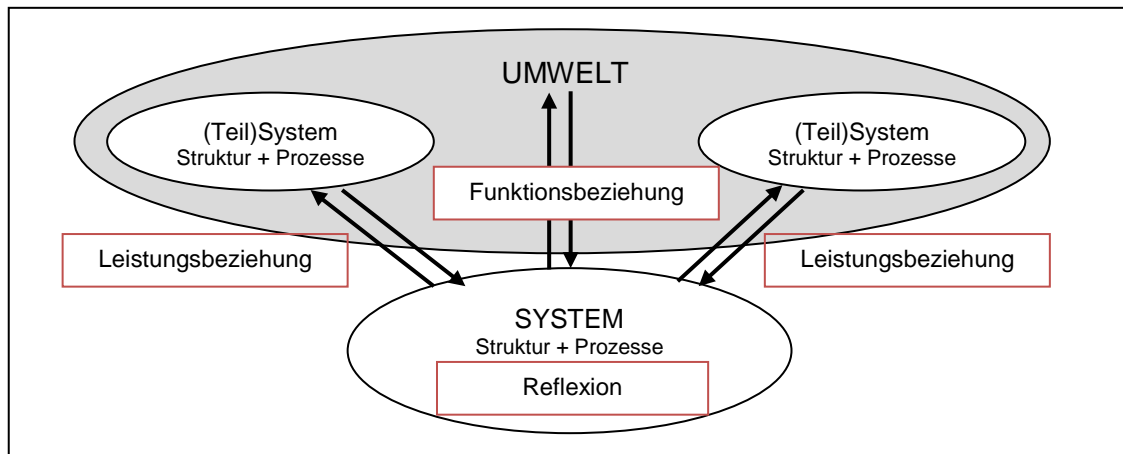 UMWELT
(Teil)System
Struktur + Prozesse
(Teil)System
Struktur + Prozesse
Funktionsbeziehung
Leistungsbeziehung
Leistungsbeziehung
SYSTEM
Struktur + Prozesse
Reflexion